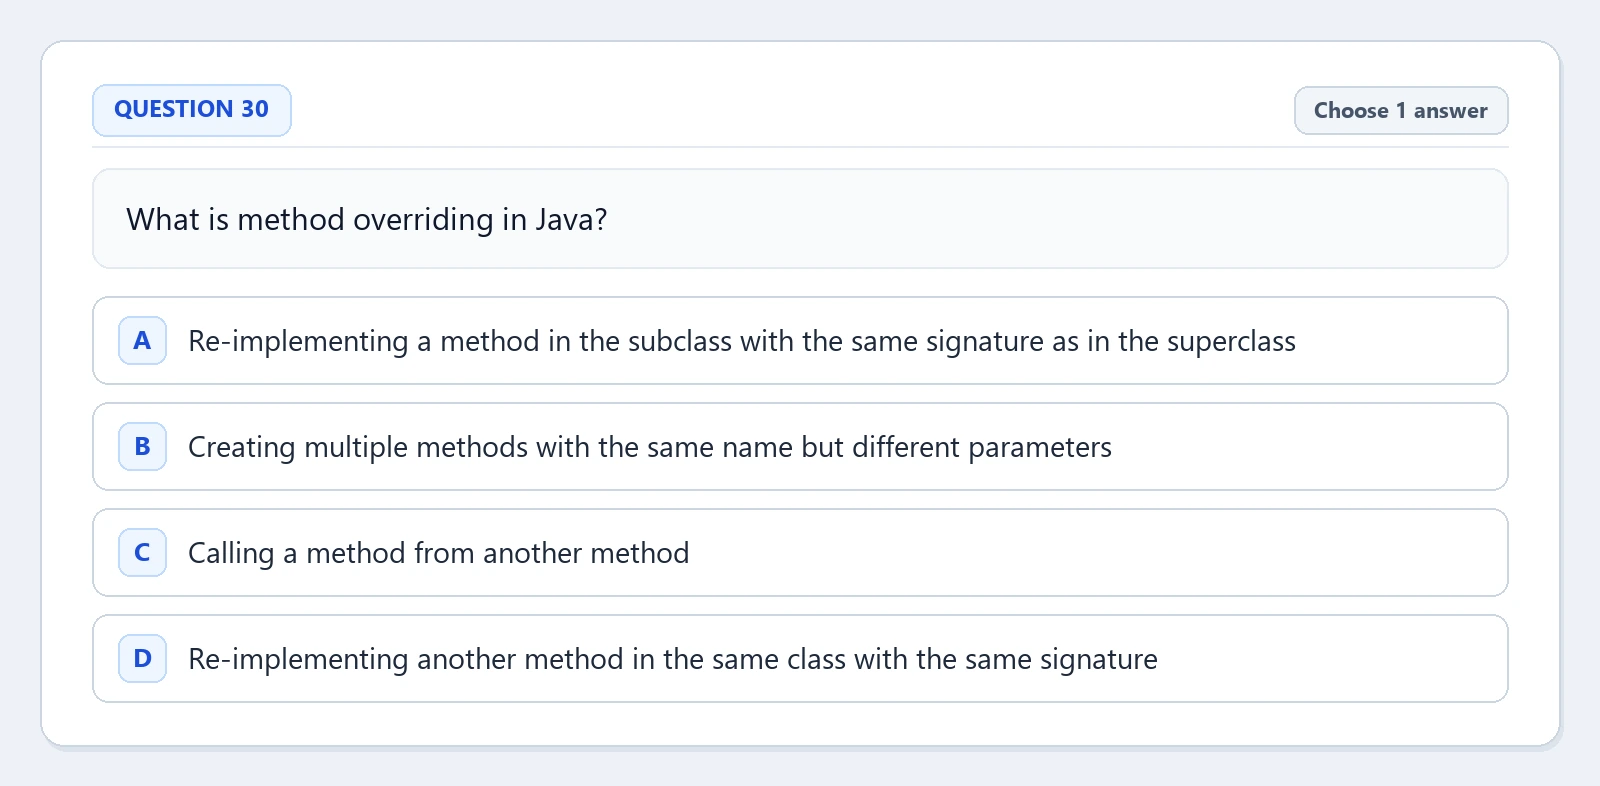 QUESTION 30
Choose 1 answer
What is method overriding in Java?
A Re-implementing a method in the subclass with the same signature as in the superclass
B Creating multiple methods with the same name but different parameters
C Calling a method from another method
D Re-implementing another method in the same class with the same signature